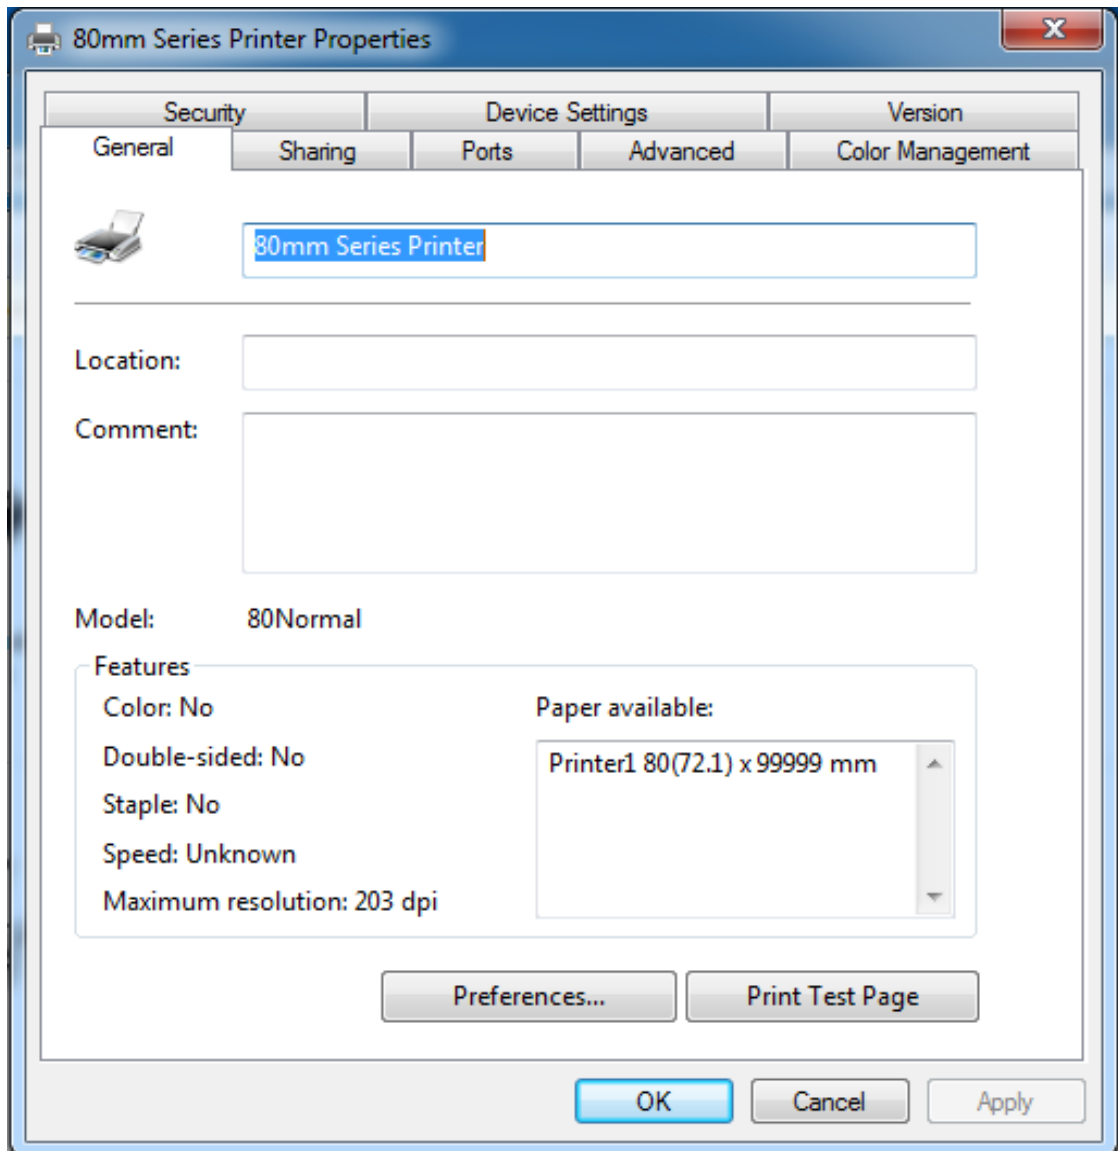 80mm Series Printer Properties
Security Device Settings Version
General Sharing Ports Advanced Color Management
80mm Series Printer
Location:
Comment:
Model: 80Normal
Features
Color: No Paper available:
Double-sided: No Printer1 80(72.1) x 99999 mm
Staple: No
Speed: Unknown
Maximum resolution: 203 dpi
Preferences... Print Test Page
OK Cancel Apply